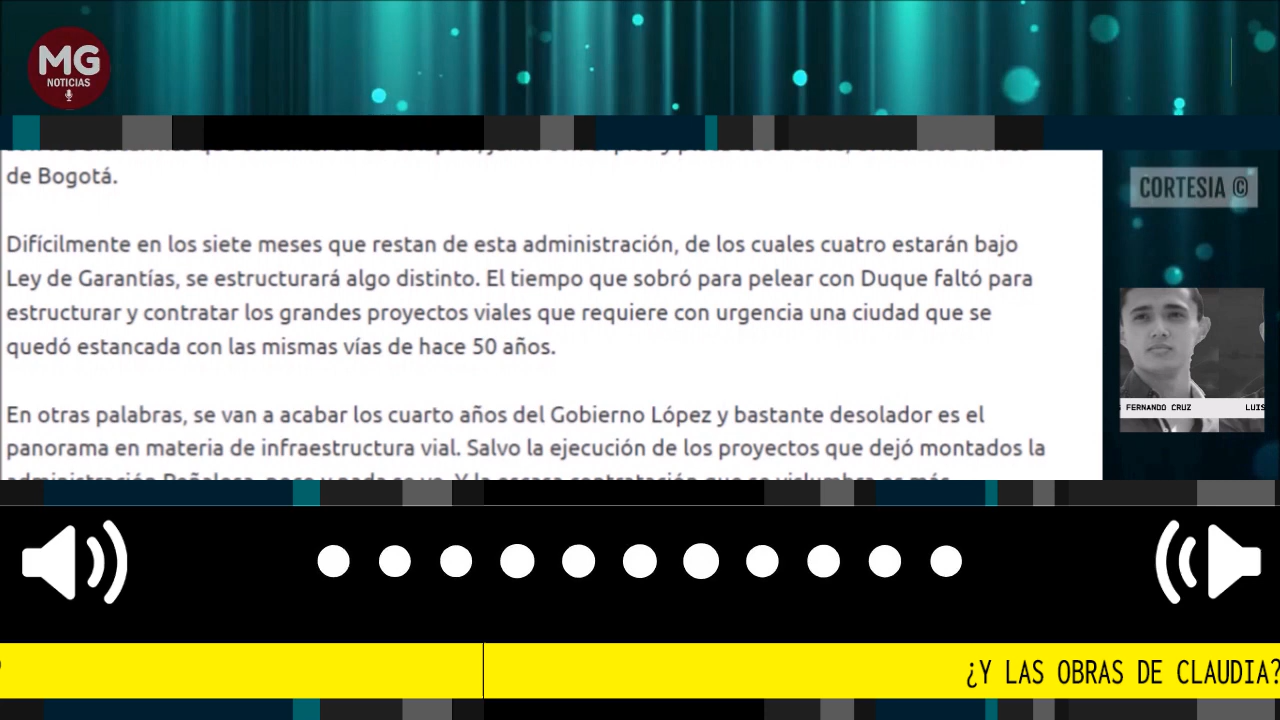 MG
NOTICIAS
de Bogotá.
CORTESIA ©
Difícilmente en los siete meses que restan de esta administración, de los cuales cuatro estarán bajo
Ley de Garantías, se estructurará algo distinto. El tiempo que sobró para pelear con Duque faltó para
estructurar y contratar los grandes proyectos viales que requiere con urgencia una ciudad que se
quedó estancada con las mismas vías de hace 50 años.
En otras palabras, se van a acabar los cuarto años del Gobierno López y bastante desolador es el
panorama en materia de infraestructura vial. Salvo la ejecución de los proyectos que dejó montados la
FERNANDO CRUZ LUIS
¿Y LAS OBRAS DE CLAUDIA?